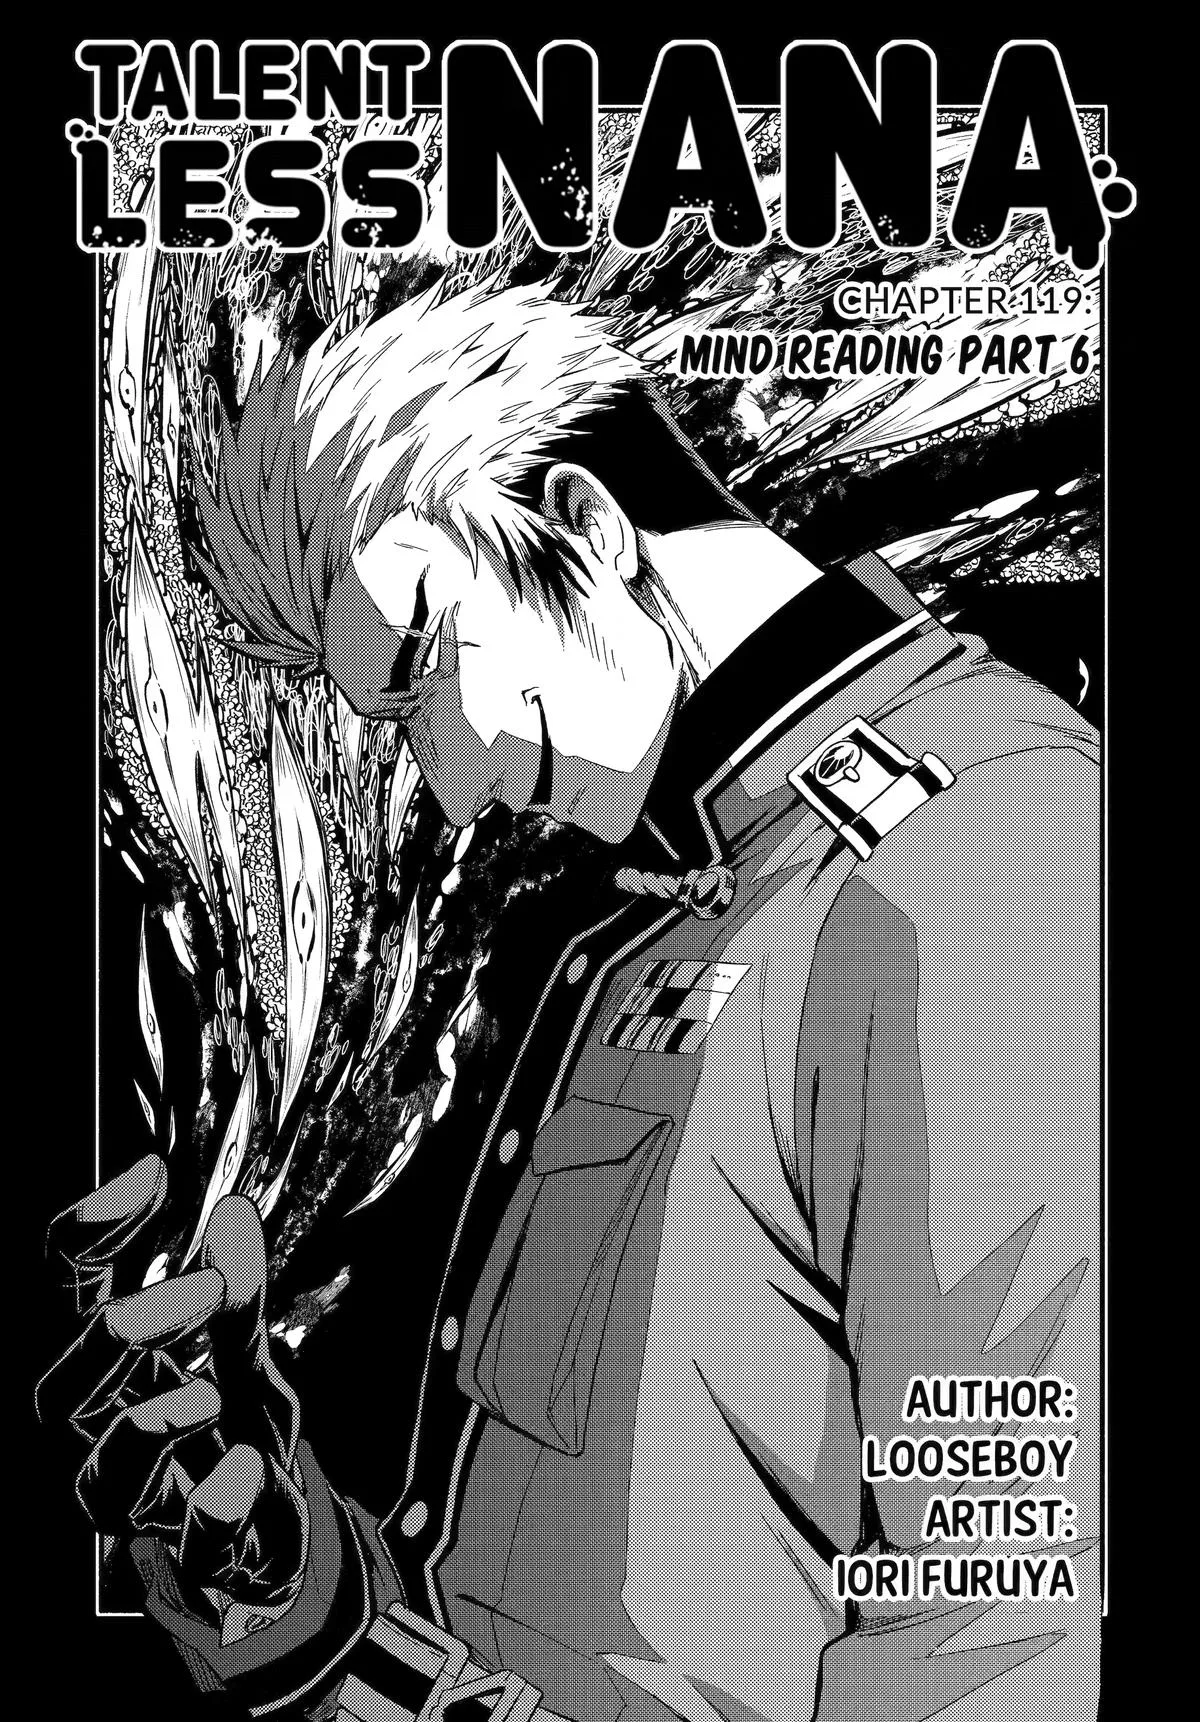 TALENT
LESS NANA
CHAPTER 119:
MIND READING PART 6
AUTHOR:
LOOSEBOY
ARTIST:
IORI FURUYA